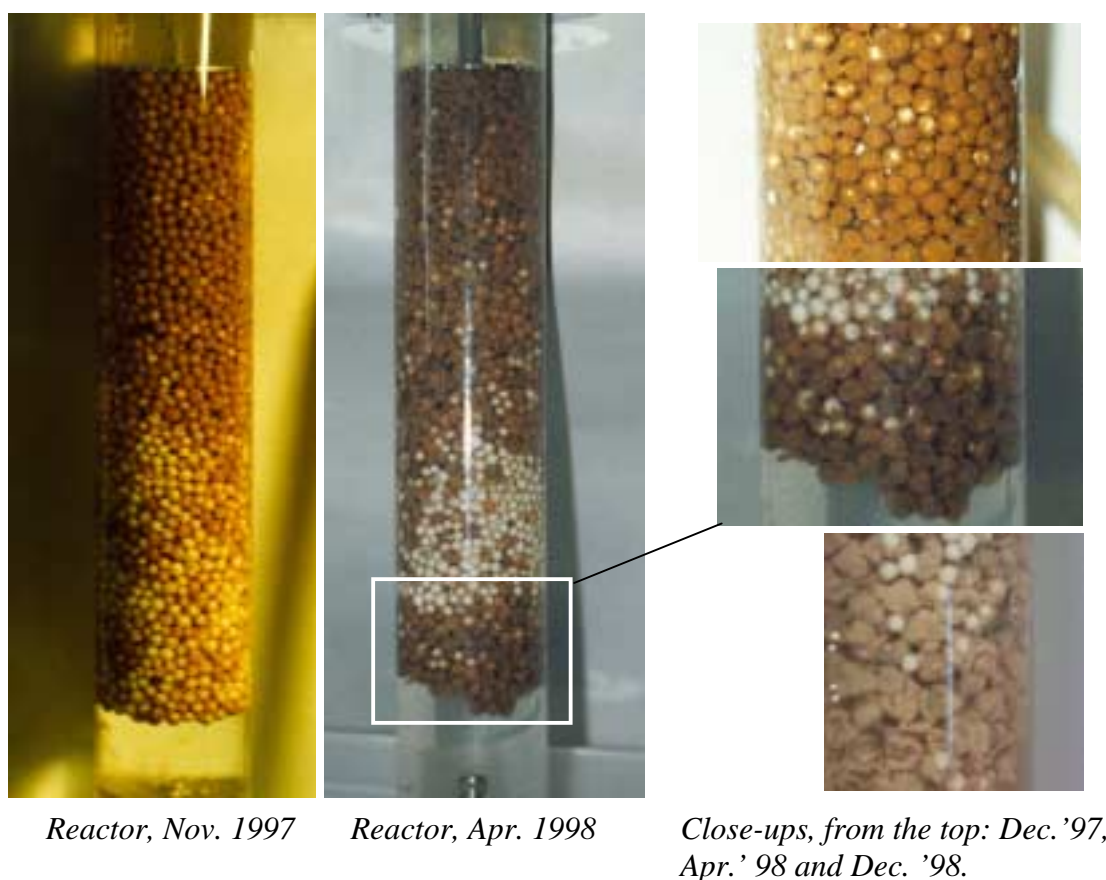 Reactor, Nov. 1997
Reactor, Apr. 1998
Close-ups, from the top: Dec.'97,
Apr.' 98 and Dec. '98.